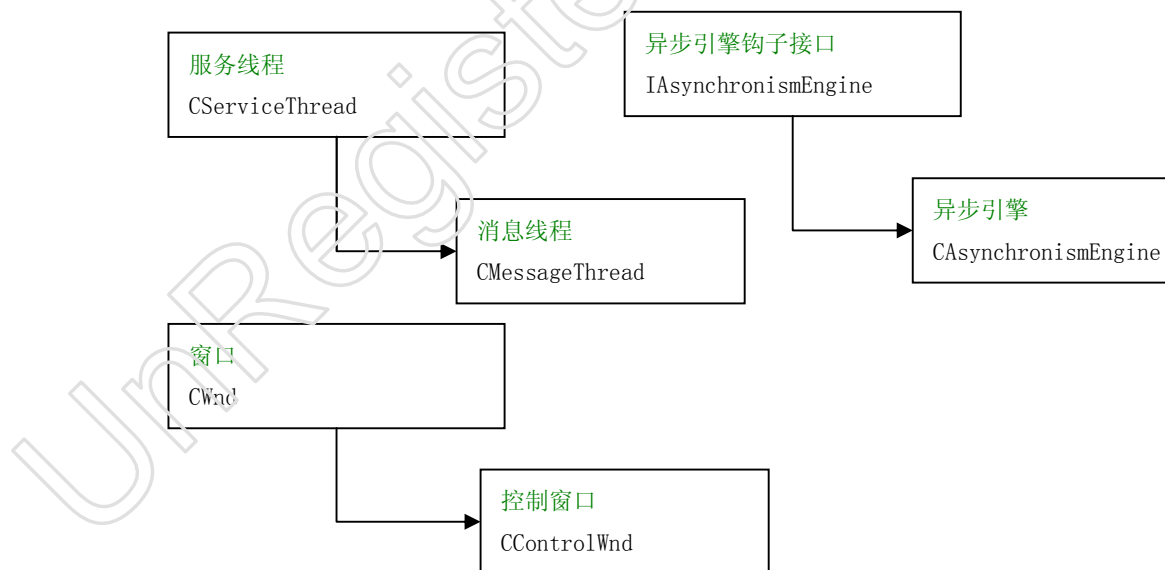 服务线程
CServiceThread
异步引擎钩子接口
IAsynchronismEngine
消息线程
CMessageThread
异步引擎
CAsynchronismEngine
窗口
CWnd
控制窗口
CControlWnd
UnRegiste